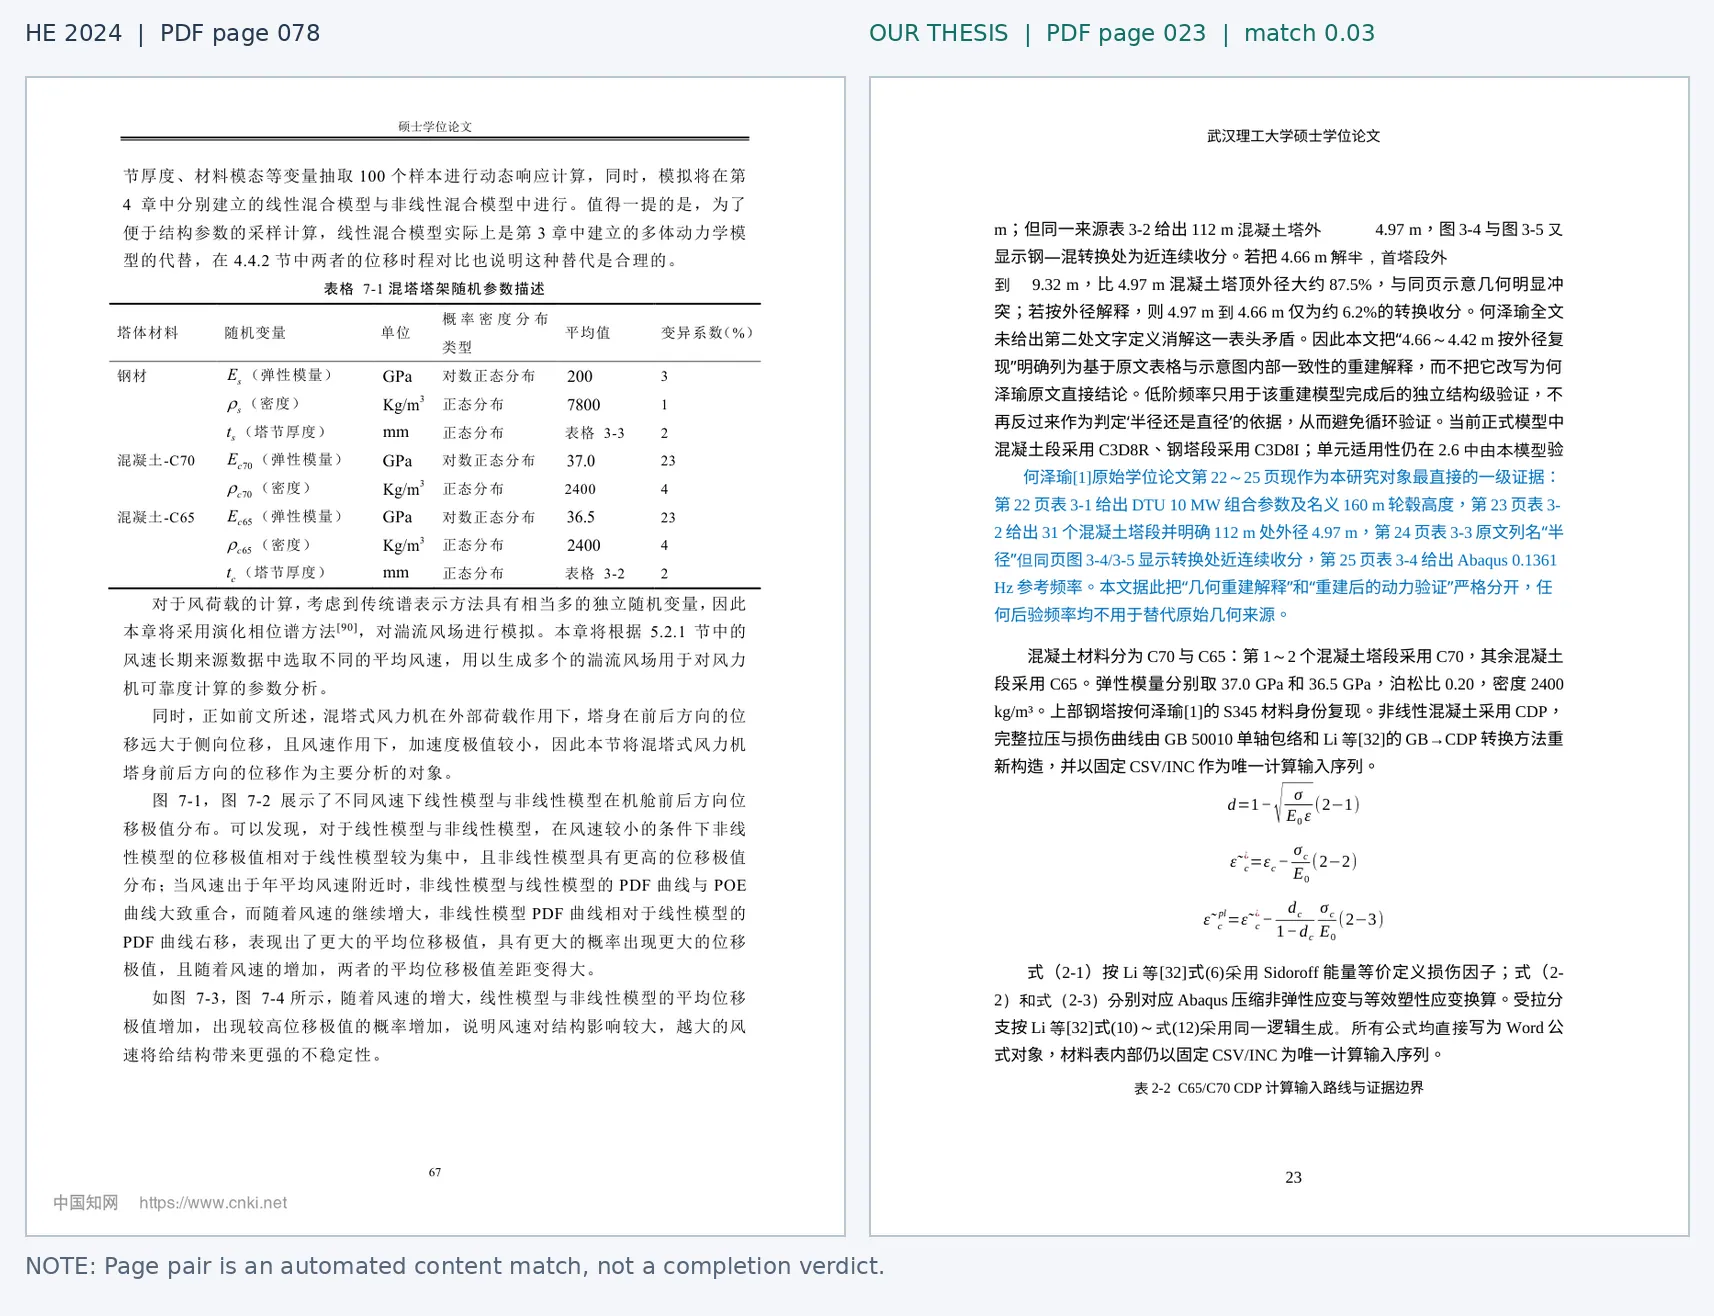 HE 2024 | PDF page 078
硕士学位论文
节厚度、材料模态等变量抽取 100 个样本进行动态响应计算，同时，模拟将在第
4 章中分别建立的线性混合模型与非线性混合模型中进行。值得一提的是，为了
便于结构参数的采样计算，线性混合模型实际上是第 3 章中建立的多体动力学模
型的代替，在 4.4.2 节中两者的位移时程对比也说明这种替代是合理的。
表格 7-1 混塔塔架随机参数描述
塔体材料 随机变量 单位 概率密度分布类型 平均值 变异系数(%)
钢材 E_s（弹性模量） GPa 对数正态分布 200 3
ρ_s（密度） Kg/m³ 正态分布 7800 1
t_s（塔节厚度） mm 正态分布 表格 3-3 2
混凝土-C70 E_c70（弹性模量） GPa 对数正态分布 37.0 23
ρ_c70（密度） Kg/m³ 正态分布 2400 4
混凝土-C65 E_c65（弹性模量） GPa 对数正态分布 36.5 23
ρ_c65（密度） Kg/m³ 正态分布 2400 4
t_c（塔节厚度） mm 正态分布 表格 3-2 2
对于风荷载的计算，考虑到传统谱表示方法具有相当多的独立随机变量，因此
本章将采用演化相位谱方法[90]，对湍流风场进行模拟。本章将根据 5.2.1 节中的
风速长期来源数据中选取不同的平均风速，用以生成多个的湍流风场用于对风力
机可靠度计算的参数分析。
同时，正如前文所述，混塔式风力机在外部荷载作用下，塔身在前后方向的位
移远大于侧向位移，且风速作用下，加速度极值较小，因此本节将混塔式风力机
塔身前后方向的位移作为主要分析的对象。
图 7-1，图 7-2 展示了不同风速下线性模型与非线性模型在机舱前后方向位
移极值分布。可以发现，对于线性模型与非线性模型，在风速较小的条件下非线
性模型的位移极值相对于线性模型较为集中，且非线性模型具有更高的位移极值
分布；当风速出于年平均风速附近时，非线性模型与线性模型的 PDF 曲线与 POE
曲线大致重合，而随着风速的继续增大，非线性模型 PDF 曲线相对于线性模型的
PDF 曲线右移，表现出了更大的平均位移极值，具有更大的概率出现更大的位移
极值，且随着风速的增加，两者的平均位移极值差距变得大。
如图 7-3，图 7-4 所示，随着风速的增大，线性模型与非线性模型的平均位移
极值增加，出现较高位移极值的概率增加，说明风速对结构影响较大，越大的风
速将给结构带来更强的不稳定性。
67
中国知网 https://www.cnki.net
OUR THESIS | PDF page 023 | match 0.03
武汉理工大学硕士学位论文
m；但同一来源表 3-2 给出 112 m 混凝土塔外 4.97 m，图 3-4 与图 3-5 又
显示钢—混转换处为近连续收分。若把 4.66 m 解半，首塔段外
到 9.32 m，比 4.97 m 混凝土塔顶外径大约 87.5%，与同页示意几何明显冲
突；若按外径解释，则 4.97 m 到 4.66 m 仅为约 6.2%的转换收分。何泽瑜全文
未给出第二处文字定义消解这一表头矛盾。因此本文把“4.66～4.42 m 按外径复
现”明确列为基于原文表格与示意图内部一致性的重建解释，而不把它改写为何
泽瑜原文直接结论。低阶频率只用于该重建模型完成后的独立结构级验证，不
再反过来作为判定‘半径还是直径’的依据，从而避免循环验证。当前正式模型中
混凝土段采用 C3D8R、钢塔段采用 C3D8I；单元适用性仍在 2.6 中由本模型验
何泽瑜[1]原始学位论文第 22～25 页现作为本研究对象最直接的一级证据：
第 22 页表 3-1 给出 DTU 10 MW 组合参数及名义 160 m 轮毂高度，第 23 页表 3-
2 给出 31 个混凝土塔段并明确 112 m 处外径 4.97 m，第 24 页表 3-3 原文列名“半
径”但同页图 3-4/3-5 显示转换处近连续收分，第 25 页表 3-4 给出 Abaqus 0.1361
Hz 参考频率。本文据此把“几何重建解释”和“重建后的动力验证”严格分开，任
何后验频率均不用于替代原始几何来源。
混凝土材料分为 C70 与 C65：第 1～2 个混凝土塔段采用 C70，其余混凝土
段采用 C65。弹性模量分别取 37.0 GPa 和 36.5 GPa，泊松比 0.20，密度 2400
kg/m³。上部钢塔按何泽瑜[1]的 S345 材料身份复现。非线性混凝土采用 CDP，
完整拉压与损伤曲线由 GB 50010 单轴包络和 Li 等[32]的 GB→CDP 转换方法重
新构造，并以固定 CSV/INC 作为唯一计算输入序列。
d=1−√(σ/(E_0 ε)) (2−1)
ε~_c^¿=ε_c−σ_c/E_0 (2−2)
ε~_c^pl=ε~_c^¿−d_c/(1−d_c) σ_c/E_0 (2−3)
式（2-1）按 Li 等[32]式(6)采用 Sidoroff 能量等价定义损伤因子；式（2-
2）和式（2-3）分别对应 Abaqus 压缩非弹性应变与等效塑性应变换算。受拉分
支按 Li 等[32]式(10)～式(12)采用同一逻辑生成。所有公式均直接写为 Word 公
式对象，材料表内部仍以固定 CSV/INC 为唯一计算输入序列。
表 2-2 C65/C70 CDP 计算输入路线与证据边界
23
NOTE: Page pair is an automated content match, not a completion verdict.